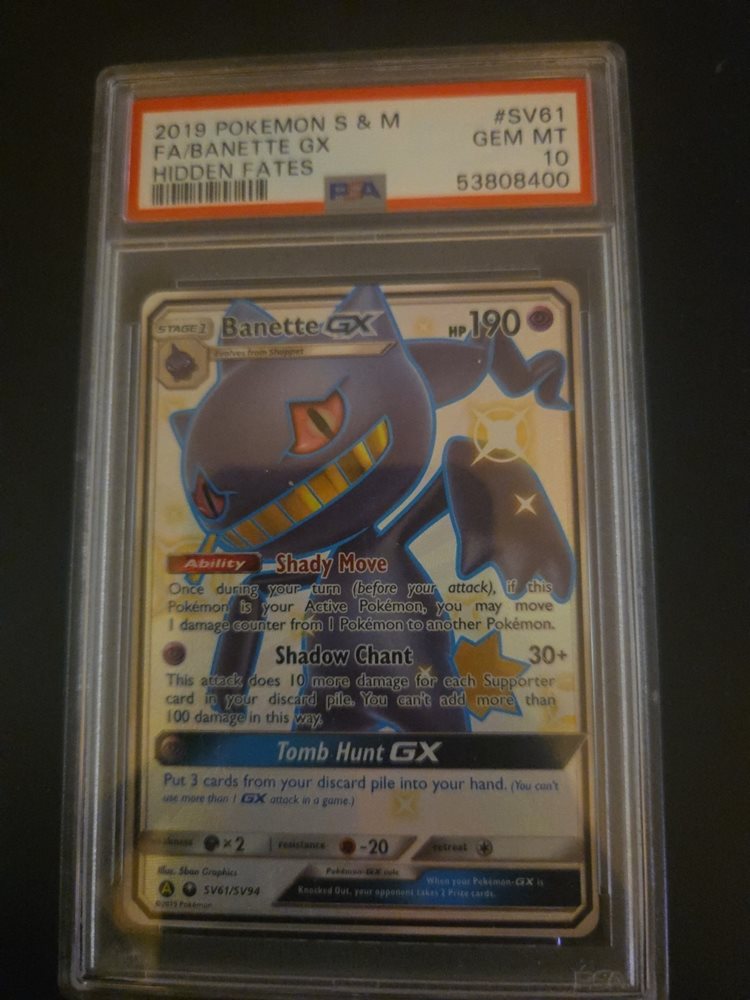 2019 POKEMON S & M #SV61
FA/BANETTE GX GEM MT
HIDDEN FATES 10
PSA 53808400
STAGE 1 Banette GX HP 190
Evolves from Shuppet
Ability Shady Move
Once during your turn (before your attack), if this
Pokémon is your Active Pokémon, you may move
1 damage counter from 1 Pokémon to another Pokémon.
Shadow Chant 30+
This attack does 10 more damage for each Supporter
card in your discard pile. You can't add more than
100 damage in this way.
Tomb Hunt GX
Put 3 cards from your discard pile into your hand. (You can't
use more than 1 GX attack in a game.)
weakness ×2 resistance -20 retreat
Illus. 5ban Graphics Pokémon-GX rule
When your Pokémon-GX is
A SV61/SV94 Knocked Out, your opponent takes 2 Prize cards.
©2019 Pokémon
PSA